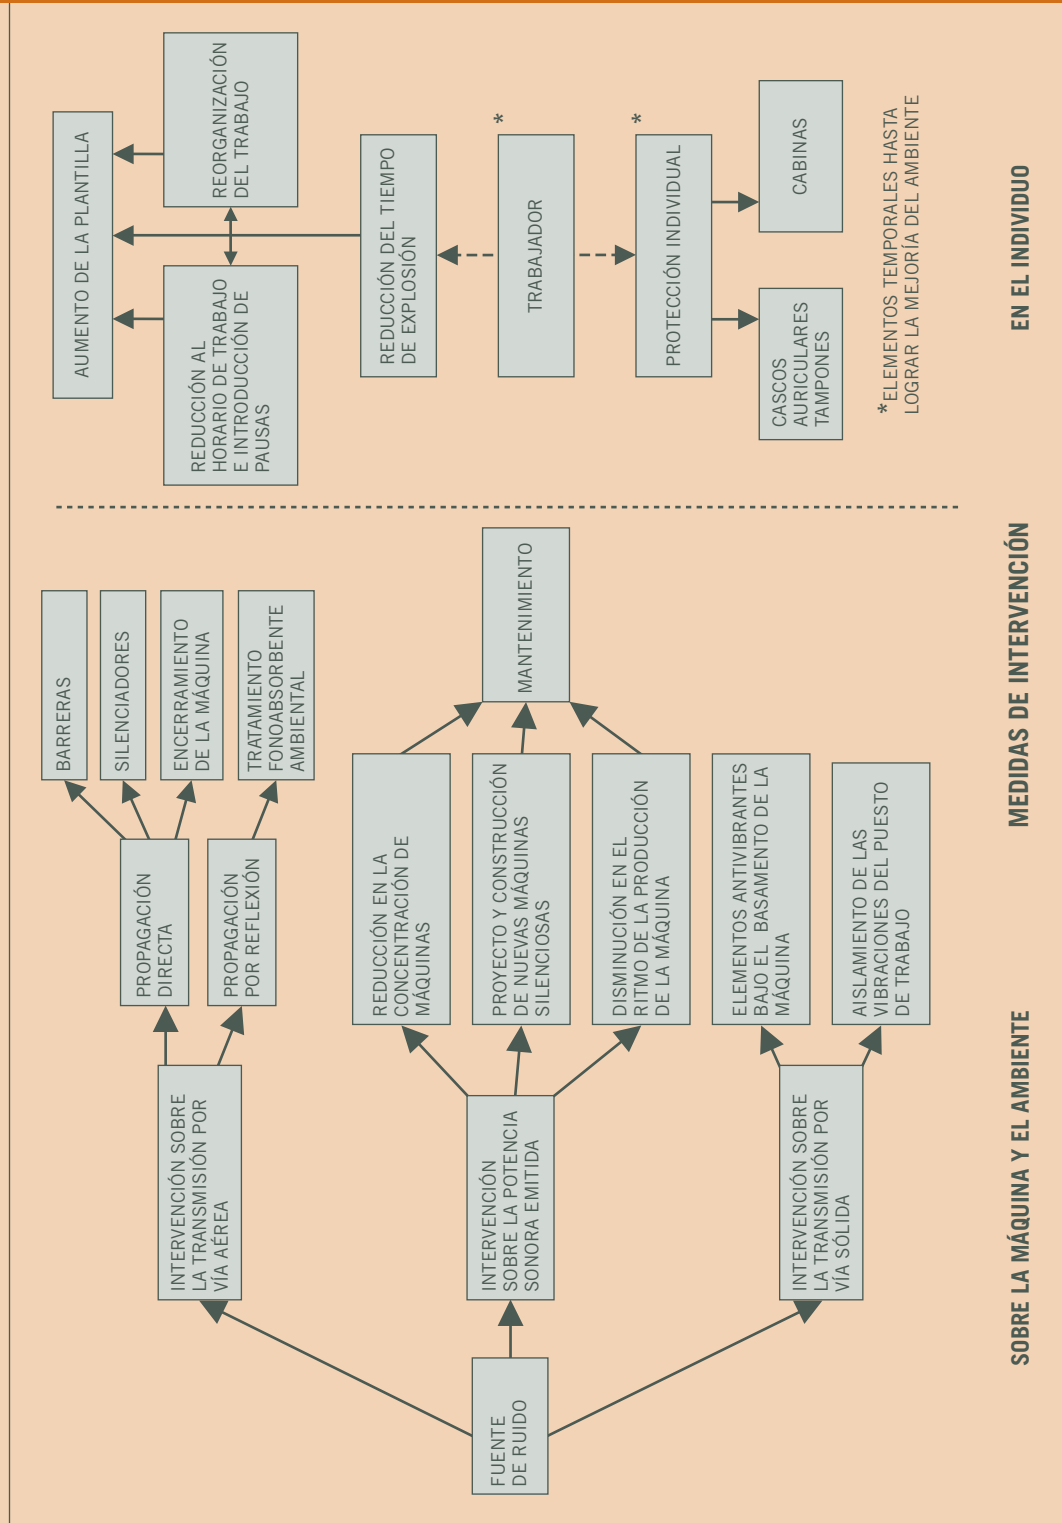 FUENTE
DE RUIDO
INTERVENCIÓN SOBRE
LA TRANSMISIÓN POR
VÍA AÉREA
INTERVENCIÓN
SOBRE LA POTENCIA
SONORA EMITIDA
INTERVENCIÓN SOBRE
LA TRANSMISIÓN POR
VÍA SÓLIDA
PROPAGACIÓN
DIRECTA
PROPAGACIÓN
POR REFLEXIÓN
REDUCCIÓN EN LA
CONCENTRACIÓN DE
MÁQUINAS
PROYECTO Y CONSTRUCCIÓN
DE NUEVAS MÁQUINAS
SILENCIOSAS
DISMINUCIÓN EN EL
RITMO DE LA PRODUCCIÓN
DE LA MÁQUINA
ELEMENTOS ANTIVIBRANTES
BAJO EL BASAMENTO DE LA
MÁQUINA
AISLAMIENTO DE LAS
VIBRACIONES DEL PUESTO
DE TRABAJO
BARRERAS
SILENCIADORES
ENCERRAMIENTO
DE LA MÁQUINA
TRATAMIENTO
FONOABSORBENTE
AMBIENTAL
MANTENIMIENTO
AUMENTO DE LA PLANTILLA
REDUCCIÓN AL
HORARIO DE TRABAJO
E INTRODUCCIÓN DE
PAUSAS
REORGANIZACIÓN
DEL TRABAJO
REDUCCIÓN DEL TIEMPO
DE EXPLOSIÓN
*
TRABAJADOR
*
PROTECCIÓN INDIVIDUAL
CASCOS
AURICULARES
TAMPONES
CABINAS
*ELEMENTOS TEMPORALES HASTA
LOGRAR LA MEJORÍA DEL AMBIENTE
SOBRE LA MÁQUINA Y EL AMBIENTE
MEDIDAS DE INTERVENCIÓN
EN EL INDIVIDUO